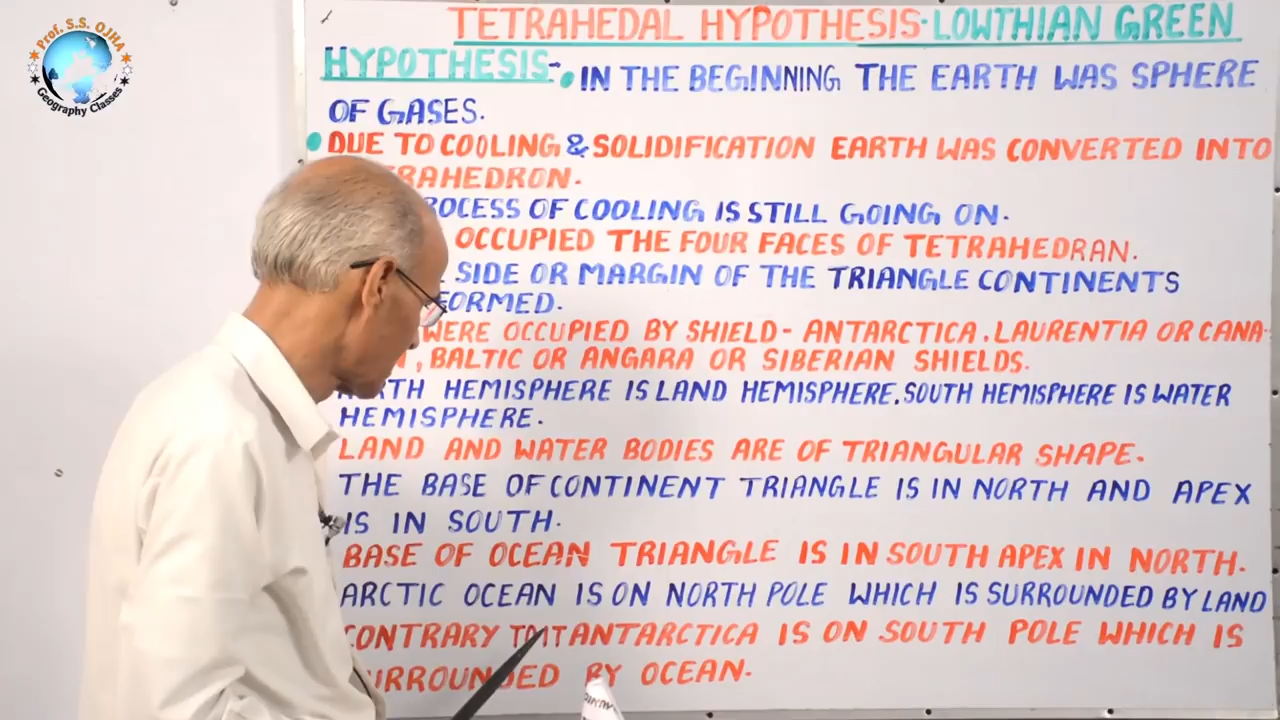 Prof. S.S. OJHA
Geography Classes
TETRAHEDAL HYPOTHESIS-LOWTHIAN GREEN
HYPOTHESIS- • IN THE BEGINNING THE EARTH WAS SPHERE
OF GASES.
• DUE TO COOLING & SOLIDIFICATION EARTH WAS CONVERTED INTO
RAHEDRON.
ROCESS OF COOLING IS STILL GOING ON.
OCCUPIED THE FOUR FACES OF TETRAHEDRAN.
SIDE OR MARGIN OF THE TRIANGLE CONTINENTS
FORMED.
WERE OCCUPIED BY SHIELD- ANTARCTICA. LAURENTIA OR CANA-
, BALTIC OR ANGARA OR SIBERIAN SHIELDS.
RTH HEMISPHERE IS LAND HEMISPHERE. SOUTH HEMISPHERE IS WATER
HEMISPHERE.
LAND AND WATER BODIES ARE OF TRIANGULAR SHAPE.
THE BASE OF CONTINENT TRIANGLE IS IN NORTH AND APEX
IS IN SOUTH.
BASE OF OCEAN TRIANGLE IS IN SOUTH APEX IN NORTH.
ARCTIC OCEAN IS ON NORTH POLE WHICH IS SURROUNDED BY LAND
CONTRARY TO IT ANTARCTICA IS ON SOUTH POLE WHICH IS
URROUNDED BY OCEAN.